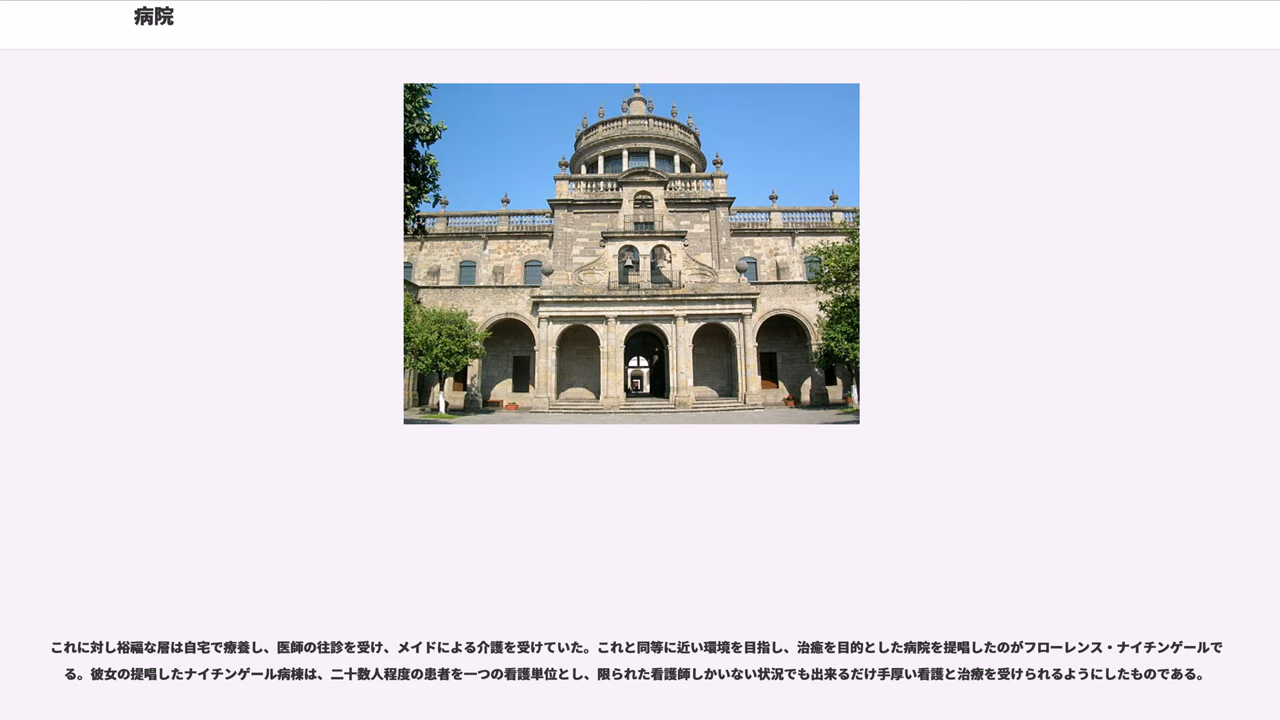 病院
これに対し裕福な層は自宅で療養し、医師の往診を受け、メイドによる介護を受けていた。これと同等に近い環境を目指し、治癒を目的とした病院を提唱したのがフローレンス・ナイチンゲールで
る。彼女の提唱したナイチンゲール病棟は、二十数人程度の患者を一つの看護単位とし、限られた看護師しかいない状況でも出来るだけ手厚い看護と治療を受けられるようにしたものである。